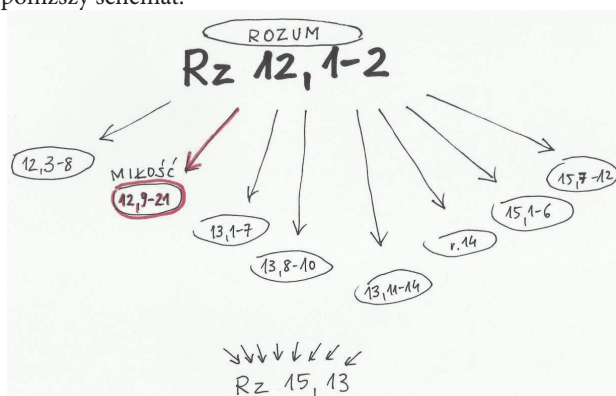 poniższy schemat.
ROZUM
Rz 12,1-2
12,3-8
MIŁOŚĆ
12,9-21
13,1-7
13,8-10
13,11-14
r.14
15,1-6
15,7-12
Rz 15,13